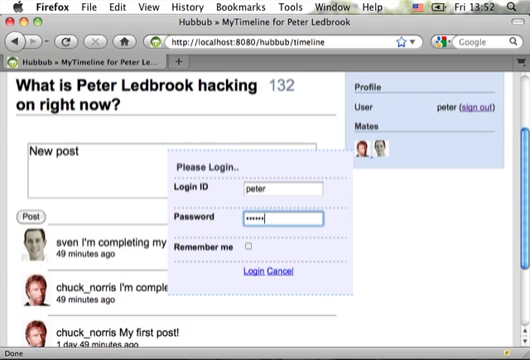 Firefox File Edit View History Bookmarks Tools Window Help Fri 13:52
Hubbub » MyTimeline for Peter Ledbrook
http://localhost:8080/hubbub/timeline
Google
Hubbub » MyTimeline for Peter Le...
What is Peter Ledbrook hacking on right now? 132
New post
Post
Profile
User peter (sign out)
Mates
Please Login..
Login ID peter
Password ••••••
Remember me
Login Cancel
sven I'm completing my
49 minutes ago
chuck_norris I'm comple
49 minutes ago
chuck_norris My first post!
1 day 49 minutes ago
Done